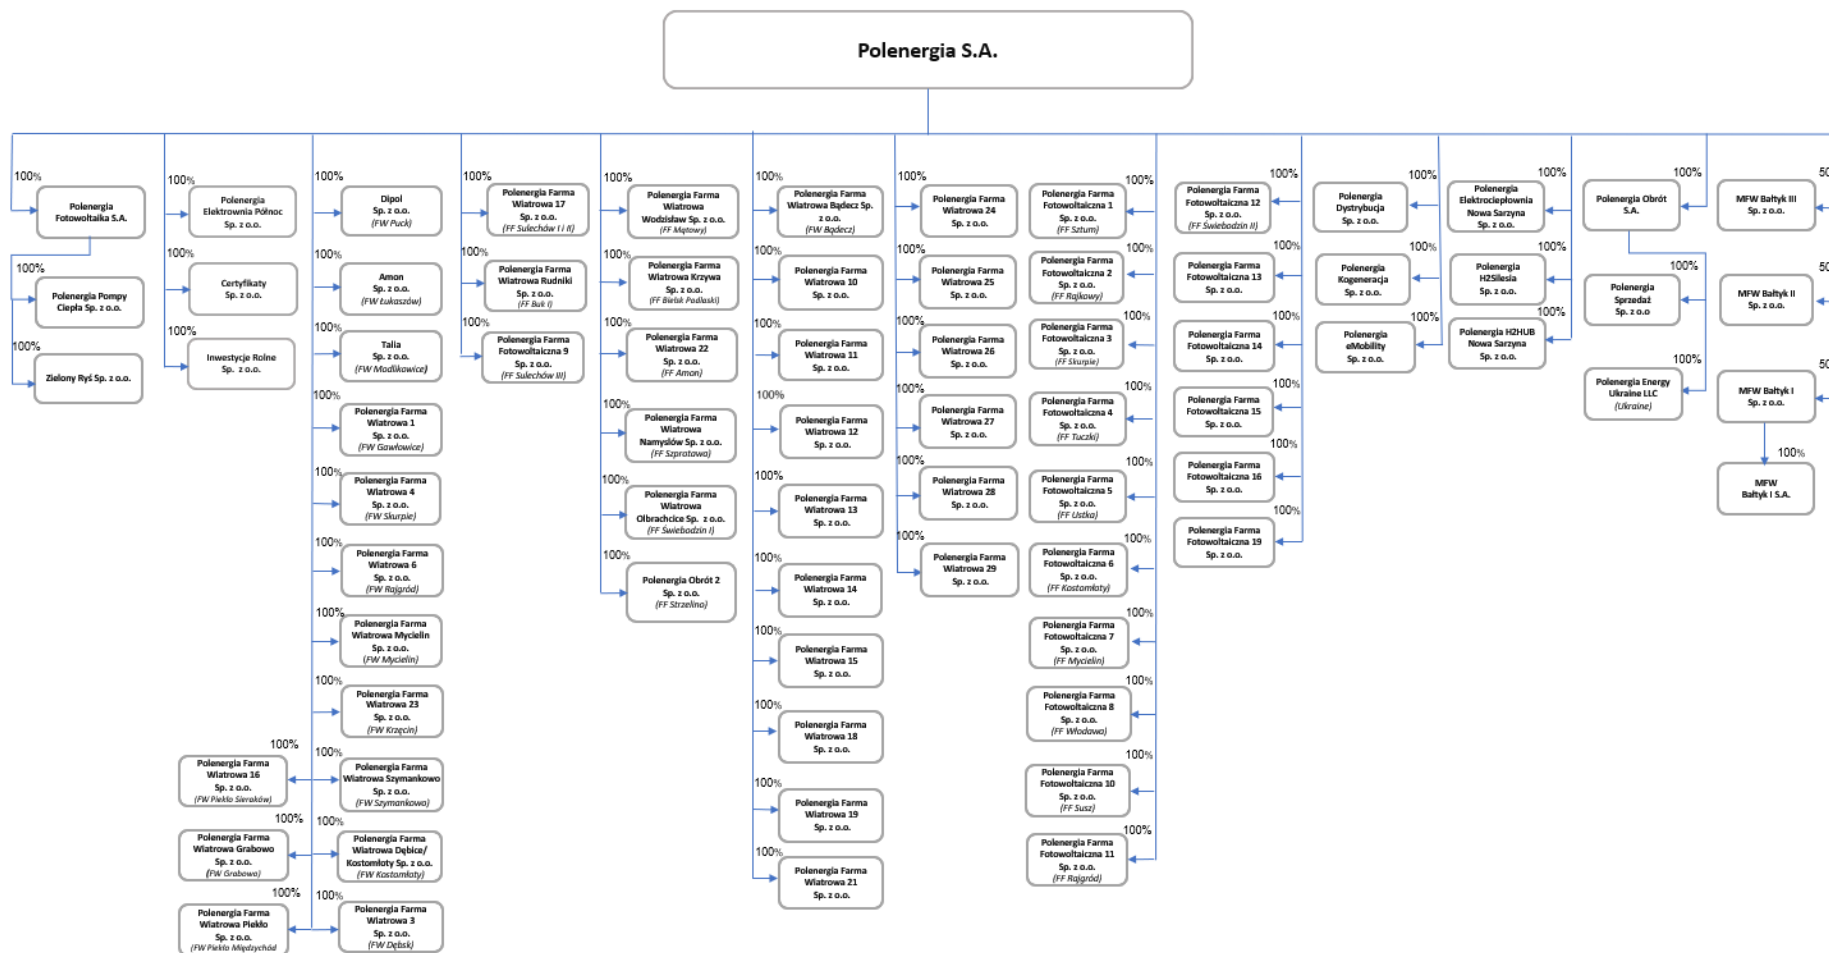 Polenergia S.A.
100%
Polenergia
Fotowoltaika S.A.
100%
Polenergia Pompy
Ciepła Sp. z o.o.
100%
Zielony Ryś Sp. z o.o.
100%
Polenergia
Elektrownia Północ
Sp. z o.o.
100%
Certyfikaty
Sp. z o.o.
100%
Inwestycje Rolne
Sp. z o.o.
100%
Dipol
Sp. z o.o.
(FW Puck)
100%
Amon
Sp. z o.o.
(FW Łukaszów)
100%
Talia
Sp. z o.o.
(FW Modlikowice)
100%
Polenergia Farma
Wiatrowa 1
Sp. z o.o.
(FW Gawłowice)
100%
Polenergia Farma
Wiatrowa 4
Sp. z o.o.
(FW Skurpie)
100%
Polenergia Farma
Wiatrowa 6
Sp. z o.o.
(FW Rajgród)
100%
Polenergia Farma
Wiatrowa Mycielin
Sp. z o.o.
(FW Mycielin)
100%
Polenergia Farma
Wiatrowa 23
Sp. z o.o.
(FW Krzęcin)
100%
Polenergia Farma
Wiatrowa 16
Sp. z o.o.
(FW Piekło Sieraków)
100%
Polenergia Farma
Wiatrowa Szymankowo
Sp. z o.o.
(FW Szymankowo)
100%
Polenergia Farma
Wiatrowa Grabowo
Sp. z o.o.
(FW Grabowo)
100%
Polenergia Farma
Wiatrowa Dębice/
Kostomłoty Sp. z o.o.
(FW Kostomłoty)
100%
Polenergia Farma
Wiatrowa Piekło
Sp. z o.o.
(FW Piekło Międzychód
100%
Polenergia Farma
Wiatrowa 3
Sp. z o.o.
(FW Dębsk)
100%
Polenergia Farma
Wiatrowa 17
Sp. z o.o.
(FF Sulechów I i II)
100%
Polenergia Farma
Wiatrowa Rudniki
Sp. z o.o.
(FF Buk I)
100%
Polenergia Farma
Fotowoltaiczna 9
Sp. z o.o.
(FF Sulechów III)
100%
Polenergia Farma
Wiatrowa
Wodzisław Sp. z o.o.
(FF Mątowy)
100%
Polenergia Farma
Wiatrowa Krzywa
Sp. z o.o.
(FF Bielsk Podlaski)
100%
Polenergia Farma
Wiatrowa 22
Sp. z o.o.
(FF Amon)
100%
Polenergia Farma
Wiatrowa
Namysłów Sp. z o.o.
(FF Szprotawa)
100%
Polenergia Farma
Wiatrowa
Olbrachcice Sp. z o.o.
(FF Świebodzin I)
100%
Polenergia Obrót 2
Sp. z o.o.
(FF Strzelino)
100%
Polenergia Farma
Wiatrowa Bądecz Sp.
z o.o.
(FW Bądecz)
100%
Polenergia Farma
Wiatrowa 10
Sp. z o.o.
100%
Polenergia Farma
Wiatrowa 11
Sp. z o.o.
100%
Polenergia Farma
Wiatrowa 12
Sp. z o.o.
100%
Polenergia Farma
Wiatrowa 13
Sp. z o.o.
100%
Polenergia Farma
Wiatrowa 14
Sp. z o.o.
100%
Polenergia Farma
Wiatrowa 15
Sp. z o.o.
100%
Polenergia Farma
Wiatrowa 18
Sp. z o.o.
100%
Polenergia Farma
Wiatrowa 19
Sp. z o.o.
100%
Polenergia Farma
Wiatrowa 21
Sp. z o.o.
100%
Polenergia Farma
Wiatrowa 24
Sp. z o.o.
100%
Polenergia Farma
Wiatrowa 25
Sp. z o.o.
100%
Polenergia Farma
Wiatrowa 26
Sp. z o.o.
100%
Polenergia Farma
Wiatrowa 27
Sp. z o.o.
100%
Polenergia Farma
Wiatrowa 28
Sp. z o.o.
100%
Polenergia Farma
Wiatrowa 29
Sp. z o.o.
100%
Polenergia Farma
Fotowoltaiczna 1
Sp. z o.o.
(FF Sztum)
100%
Polenergia Farma
Fotowoltaiczna 2
Sp. z o.o.
(FF Rajkowy)
100%
Polenergia Farma
Fotowoltaiczna 3
Sp. z o.o.
(FF Skurpie)
100%
Polenergia Farma
Fotowoltaiczna 4
Sp. z o.o.
(FF Tuczki)
100%
Polenergia Farma
Fotowoltaiczna 5
Sp. z o.o.
(FF Ustka)
100%
Polenergia Farma
Fotowoltaiczna 6
Sp. z o.o.
(FF Kostomłoty)
100%
Polenergia Farma
Fotowoltaiczna 7
Sp. z o.o.
(FF Mycielin)
100%
Polenergia Farma
Fotowoltaiczna 8
Sp. z o.o.
(FF Włodawa)
100%
Polenergia Farma
Fotowoltaiczna 10
Sp. z o.o.
(FF Susz)
100%
Polenergia Farma
Fotowoltaiczna 11
Sp. z o.o.
(FF Rajgród)
100%
Polenergia Farma
Fotowoltaiczna 12
Sp. z o.o.
(FF Świebodzin II)
100%
Polenergia Farma
Fotowoltaiczna 13
Sp. z o.o.
100%
Polenergia Farma
Fotowoltaiczna 14
Sp. z o.o.
100%
Polenergia Farma
Fotowoltaiczna 15
Sp. z o.o.
100%
Polenergia Farma
Fotowoltaiczna 16
Sp. z o.o.
100%
Polenergia Farma
Fotowoltaiczna 19
Sp. z o.o.
100%
Polenergia
Dystrybucja
Sp. z o.o.
100%
Polenergia
Kogeneracja
Sp. z o.o.
100%
Polenergia
eMobility
Sp. z o.o.
100%
Polenergia
Elektrociepłownia
Nowa Sarzyna
Sp. z o.o.
100%
Polenergia
H2Silesia
Sp. z o.o.
100%
Polenergia H2HUB
Nowa Sarzyna
Sp. z o.o.
100%
Polenergia Obrót
S.A.
100%
Polenergia
Sprzedaż
Sp. z o.o
100%
Polenergia Energy
Ukraine LLC
(Ukraine)
50
MFW Bałtyk III
Sp. z o.o.
50
MFW Bałtyk II
Sp. z o.o.
50
MFW Bałtyk I
Sp. z o.o.
100%
MFW
Bałtyk I S.A.